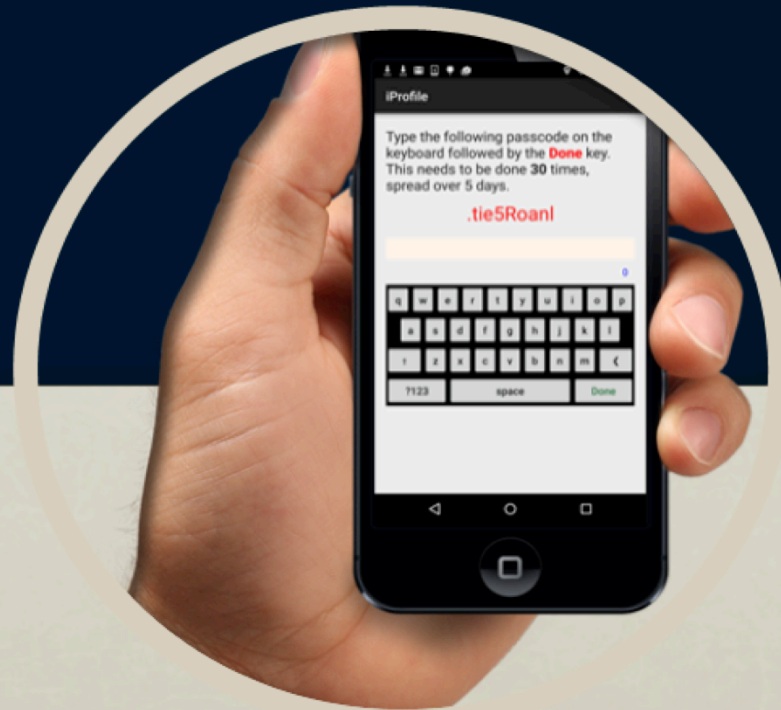 iProfile
Type the following passcode on the
keyboard followed by the Done key.
This needs to be done 30 times,
spread over 5 days.
.tie5Roanl
0
q w e r t y u i o p
a s d f g h j k l
↑ z x c v b n m
?123 space Done